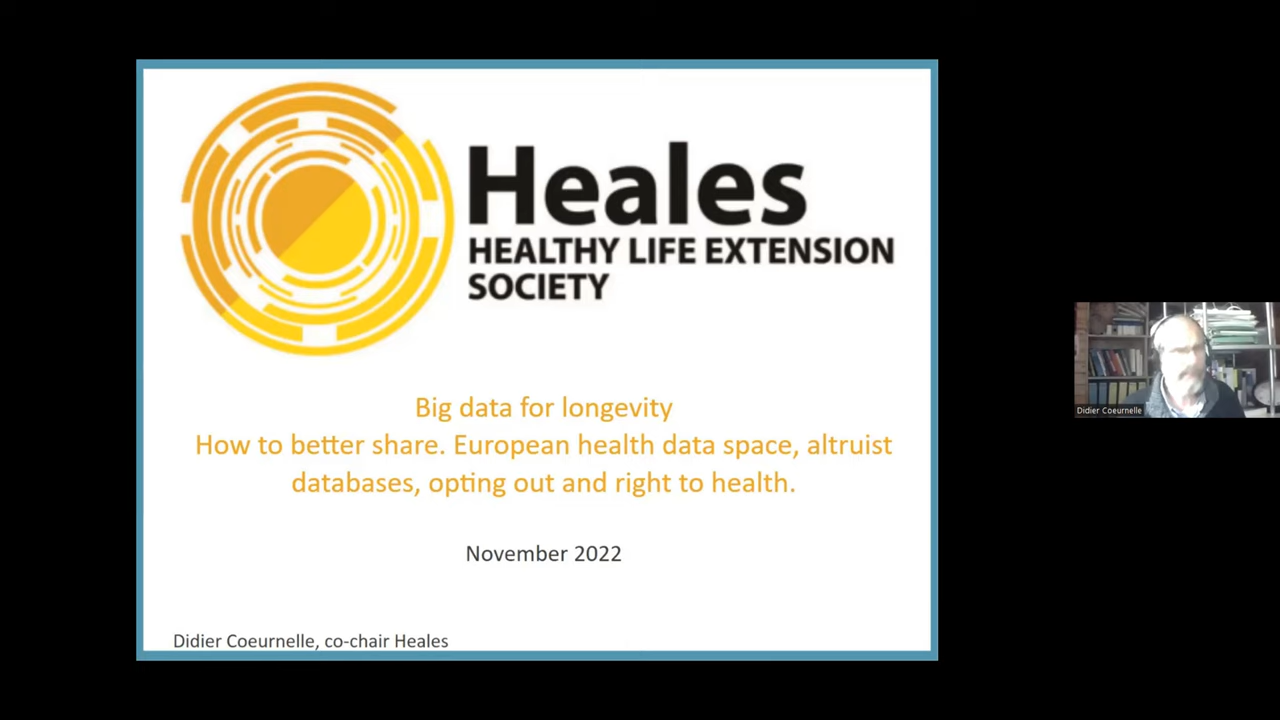 Heales
HEALTHY LIFE EXTENSION
SOCIETY
Big data for longevity
How to better share. European health data space, altruist
databases, opting out and right to health.
November 2022
Didier Coeurnelle, co-chair Heales
Didier Coeurnelle